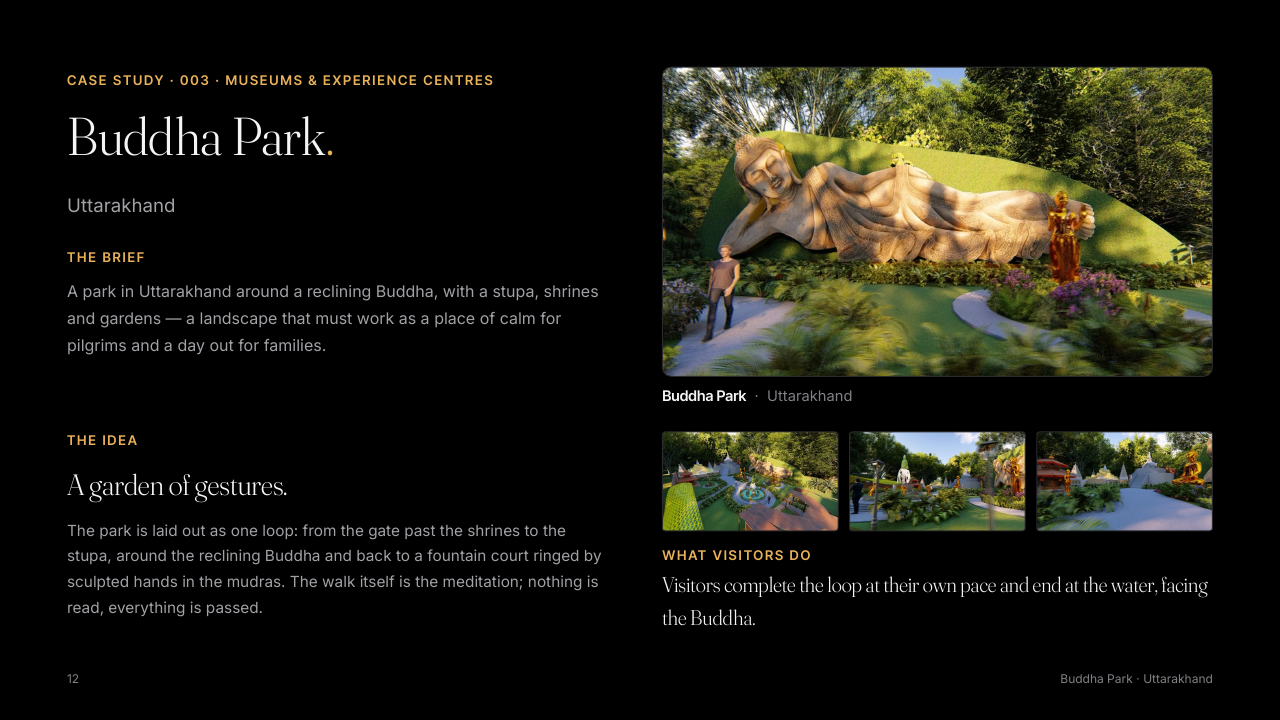 CASE STUDY · 003 · MUSEUMS & EXPERIENCE CENTRES
Buddha Park.
Uttarakhand
THE BRIEF
A park in Uttarakhand around a reclining Buddha, with a stupa, shrines
and gardens — a landscape that must work as a place of calm for
pilgrims and a day out for families.
THE IDEA
A garden of gestures.
The park is laid out as one loop: from the gate past the shrines to the
stupa, around the reclining Buddha and back to a fountain court ringed by
sculpted hands in the mudras. The walk itself is the meditation; nothing is
read, everything is passed.
Buddha Park · Uttarakhand
WHAT VISITORS DO
Visitors complete the loop at their own pace and end at the water, facing
the Buddha.
12
Buddha Park · Uttarakhand